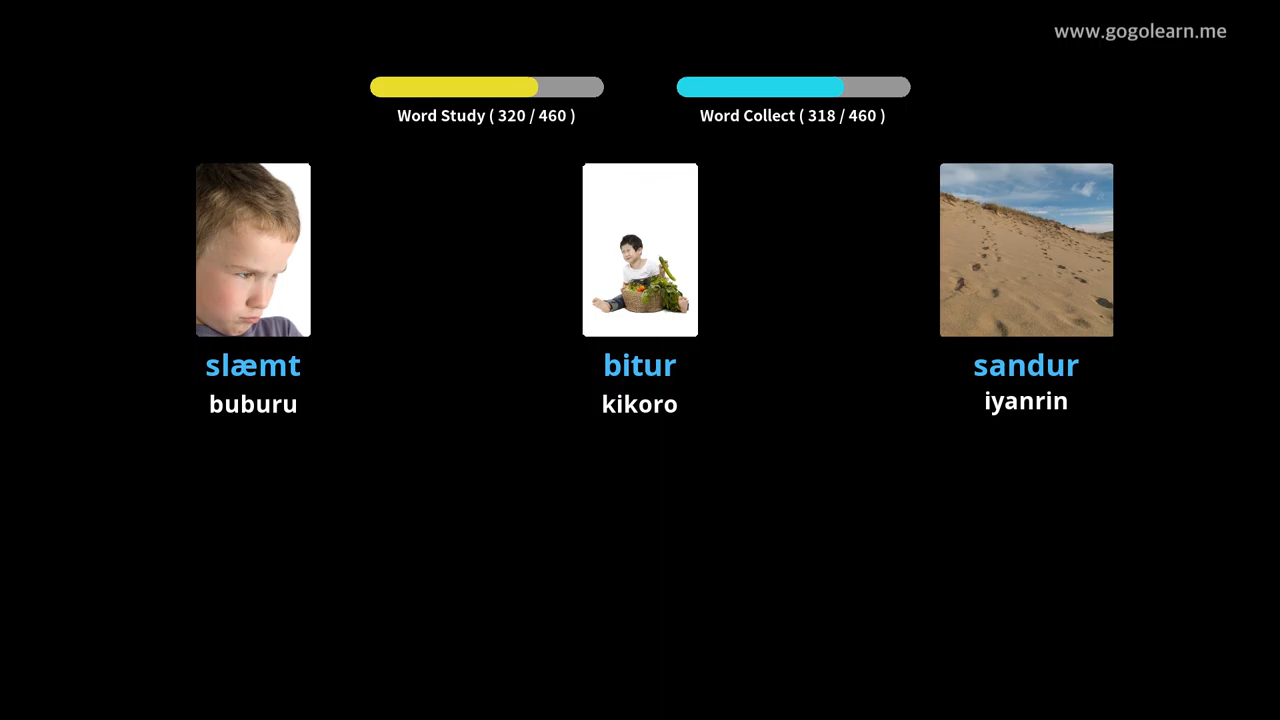 www.gogolearn.me
Word Study ( 320 / 460 )
Word Collect ( 318 / 460 )
slæmt
bitur
sandur
buburu
kikoro
iyanrin